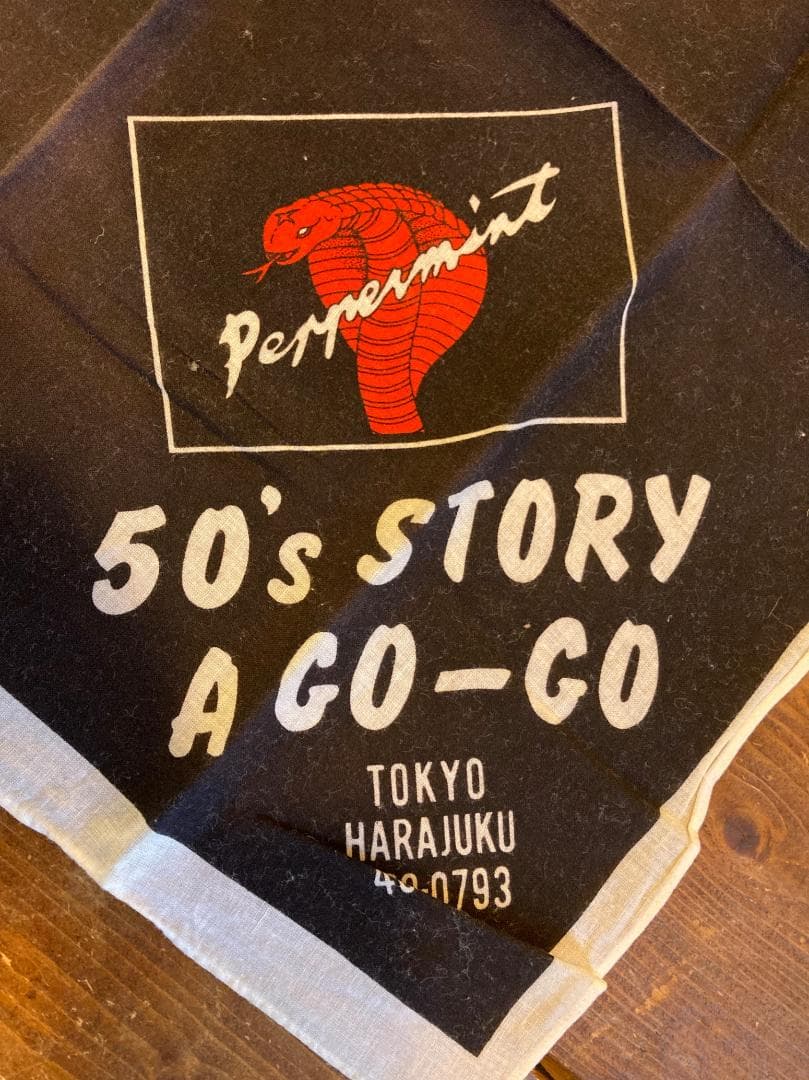 Peppermint
50's STORY
A GO-GO
TOKYO
HARAJUKU